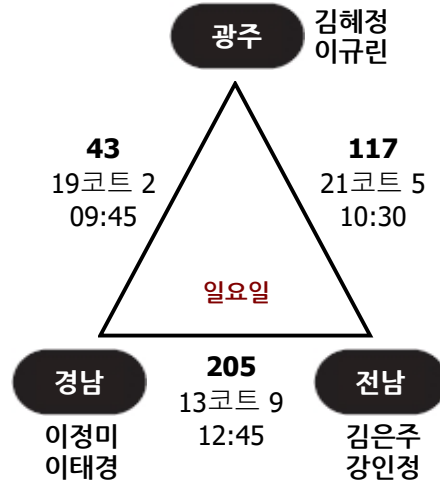 광주
김혜정
이규린
43
19코트 2
09:45
117
21코트 5
10:30
일요일
경남
이정미
이태경
205
13코트 9
12:45
전남
김은주
강인정